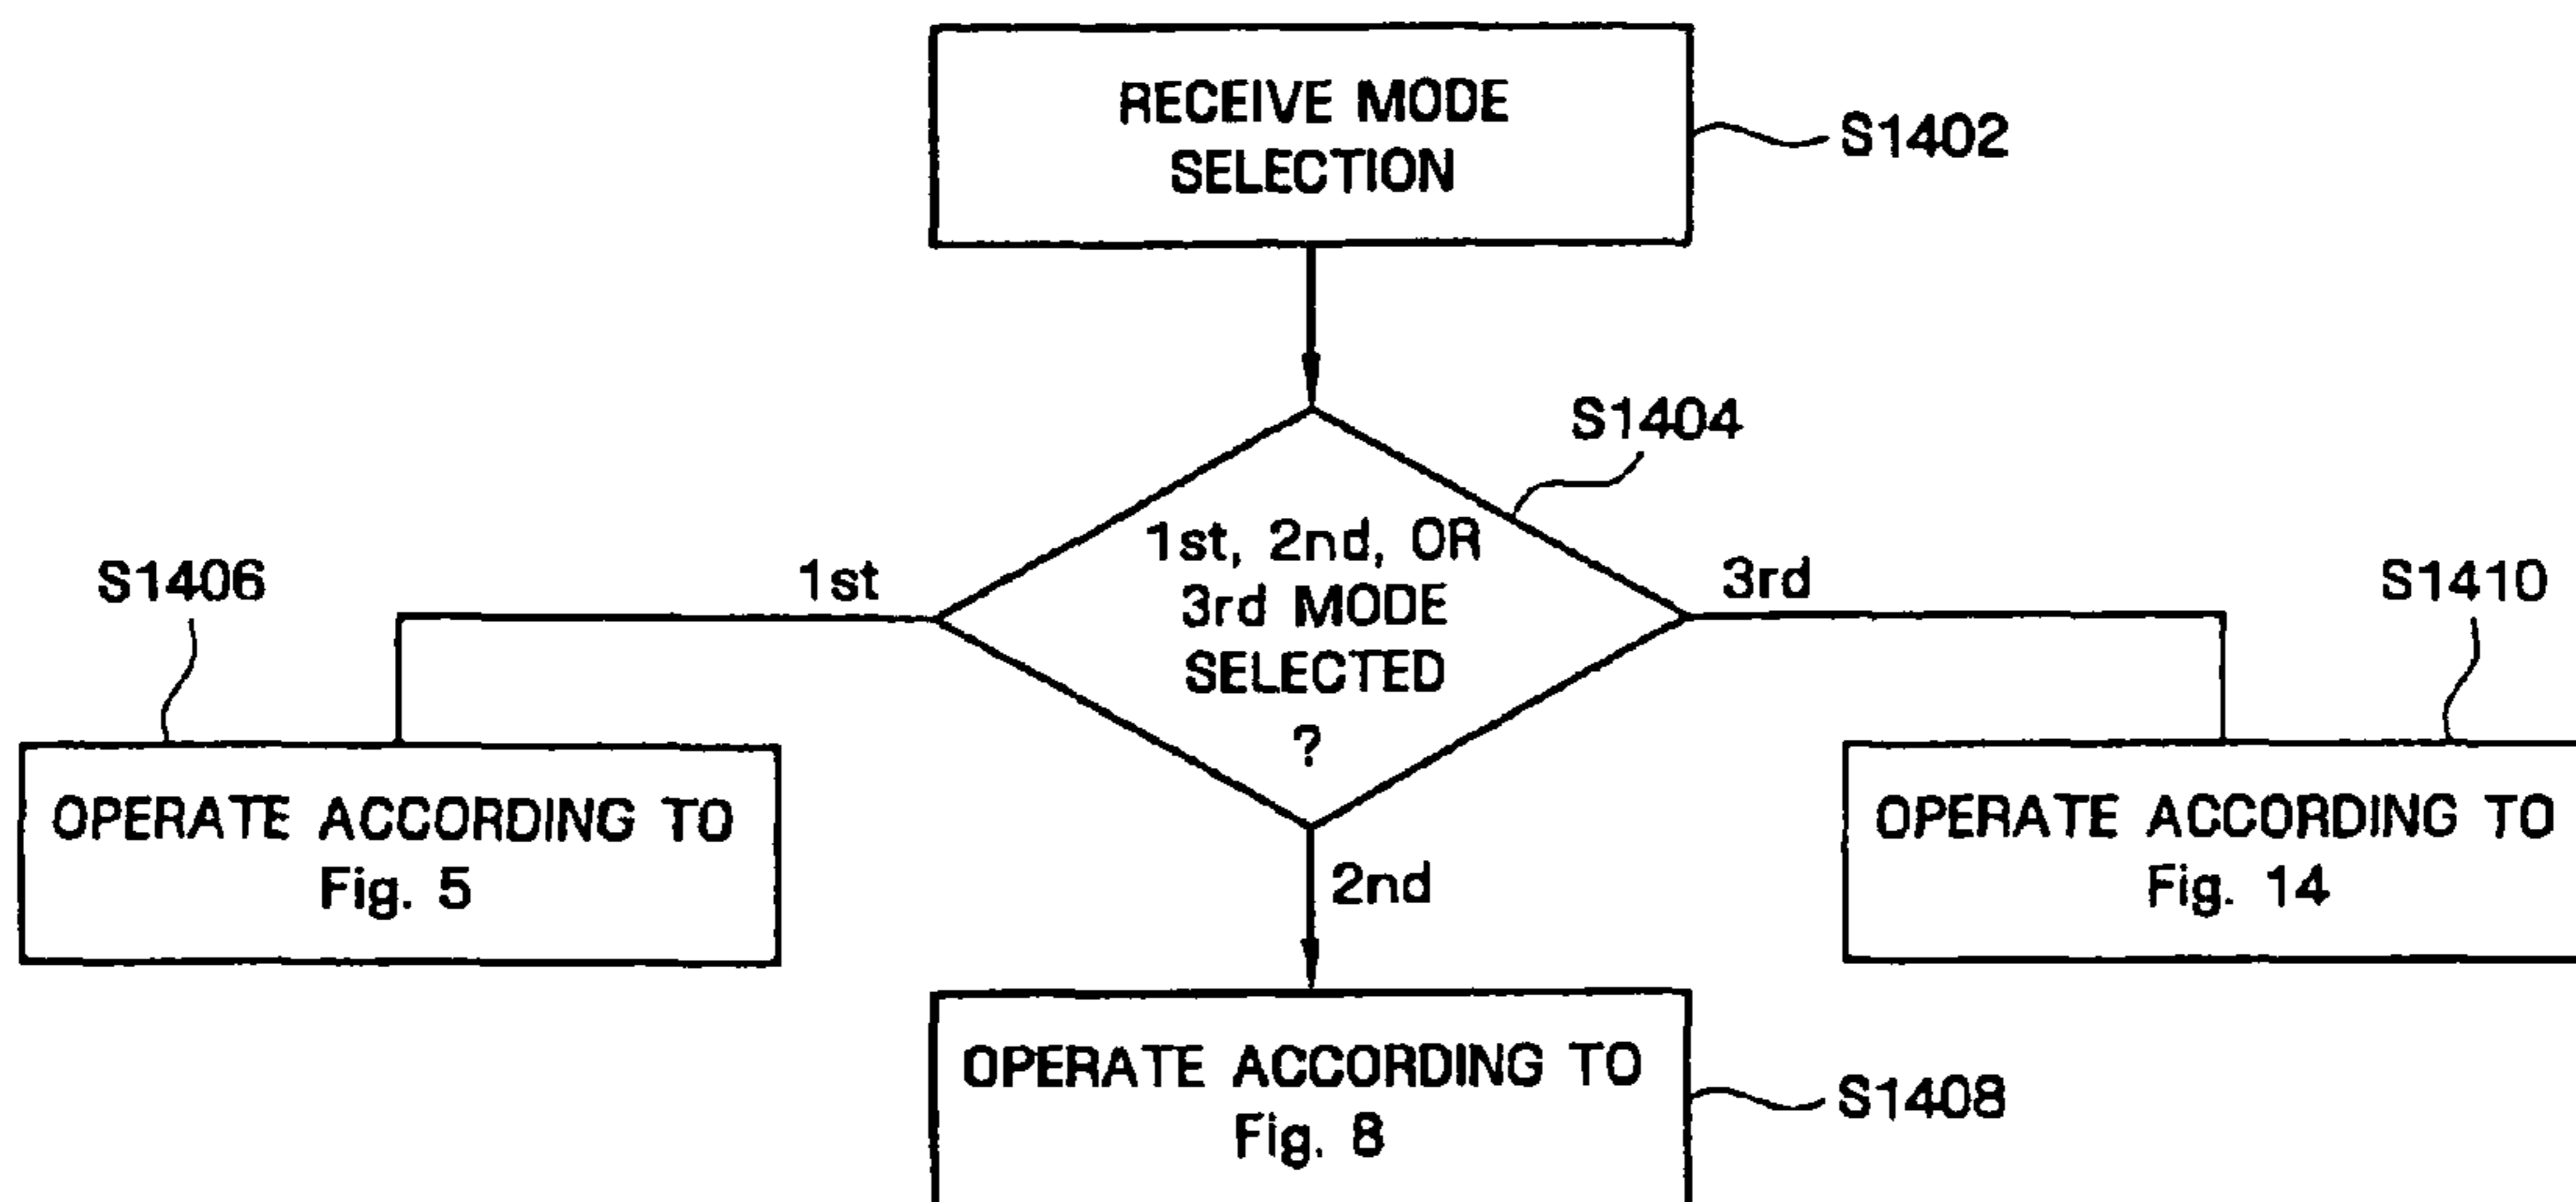 RECEIVE MODE
SELECTION
S1402
S1404
1st, 2nd, OR
3rd MODE
SELECTED
?
1st
3rd
S1406
S1410
OPERATE ACCORDING TO
Fig. 5
OPERATE ACCORDING TO
Fig. 14
2nd
OPERATE ACCORDING TO
Fig. 8
S1408